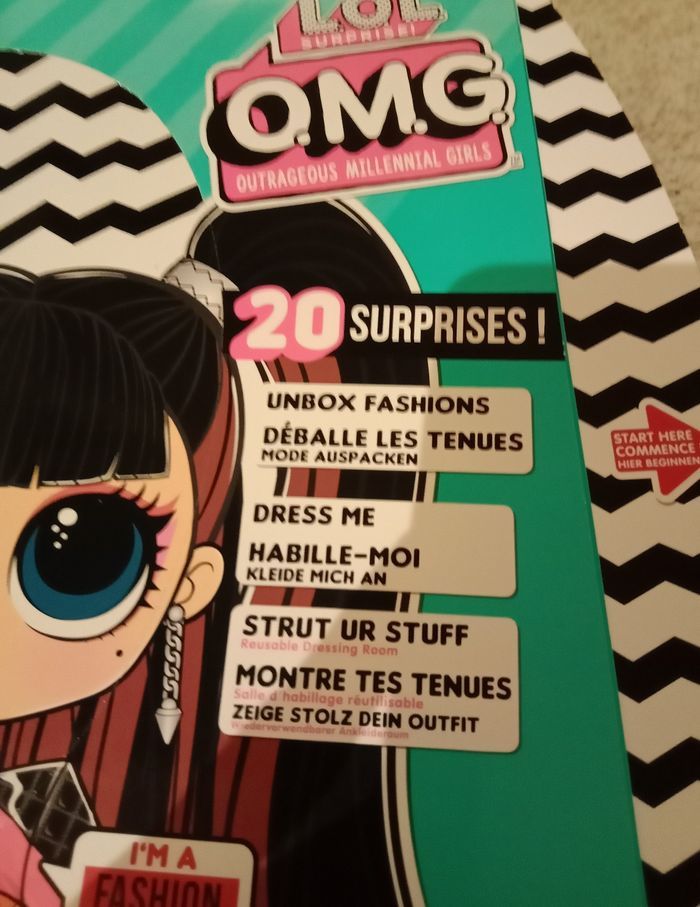 L.O.L.
SURPRISE!
O.M.G.
OUTRAGEOUS MILLENNIAL GIRLS
TM
20 SURPRISES!
UNBOX FASHIONS
DÉBALLE LES TENUES
MODE AUSPACKEN
START HERE
COMMENCE
HIER BEGINNEN
DRESS ME
HABILLE-MOI
KLEIDE MICH AN
STRUT UR STUFF
Reusable Dressing Room
MONTRE TES TENUES
Salle d'habillage réutilisable
ZEIGE STOLZ DEIN OUTFIT
Wiederverwendbarer Ankleideraum
I'M A
FASHION